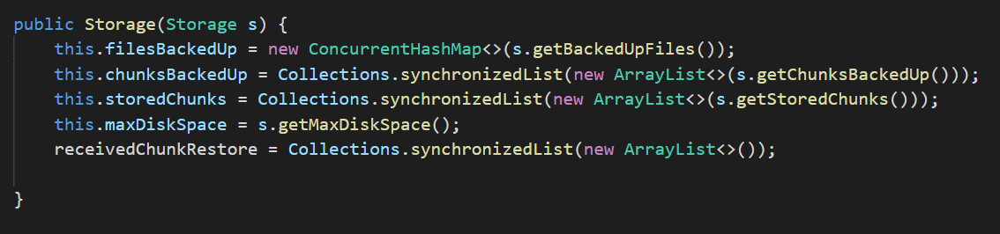 public Storage(Storage s) {
    this.filesBackedUp = new ConcurrentHashMap<>(s.getBackedUpFiles());
    this.chunksBackedUp = Collections.synchronizedList(new ArrayList<>(s.getChunksBackedUp()));
    this.storedChunks = Collections.synchronizedList(new ArrayList<>(s.getStoredChunks()));
    this.maxDiskSpace = s.getMaxDiskSpace();
    receivedChunkRestore = Collections.synchronizedList(new ArrayList<>());
}